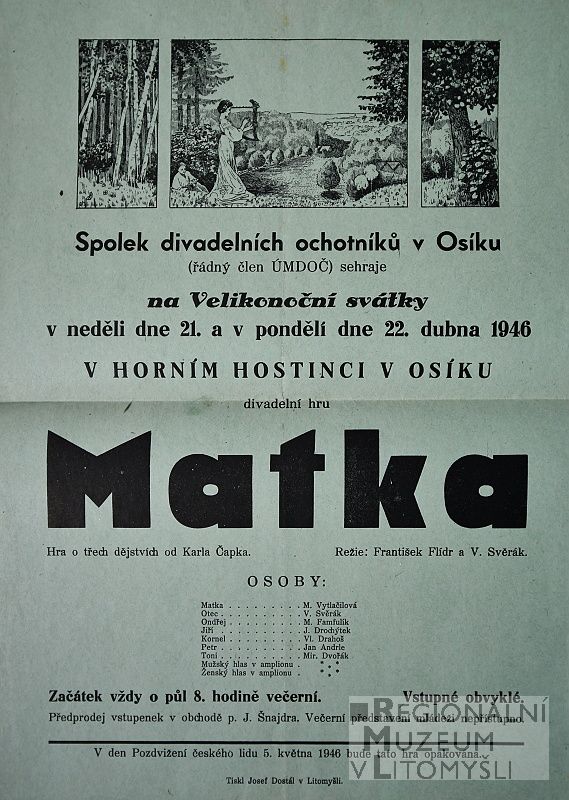 Spolek divadelních ochotníků v Osíku
(řádný člen ÚMDOČ) sehraje
na Velikonoční svátky
v neděli dne 21. a v pondělí dne 22. dubna 1946
V HORNÍM HOSTINCI V OSÍKU
divadelní hru
Matka
Hra o třech dějstvích od Karla Čapka. Režie: František Flídr a V. Svěrák.
OSOBY:
Matka . . . . . . . . . M. Vytlačilová
Otec . . . . . . . . . . V. Svěrák
Ondřej . . . . . . . . . M. Famfulík
Jiří . . . . . . . . . . J. Drochýtek
Kornel . . . . . . . . . Vl. Drahoš
Petr . . . . . . . . . . Jan Andrle
Toni . . . . . . . . . . Mir. Dvořák
Mužský hlas v amplionu .
Ženský hlas v amplionu .
Začátek vždy o půl 8. hodině večerní. Vstupné obvyklé.
Předprodej vstupenek v obchodě p. J. Šnajdra. Večerní představení mládeži nepřístupno.
V den Pozdvižení českého lidu 5. května 1946 bude tato hra opakována.
Tiskl Josef Dostál v Litomyšli.
REGIONÁLNÍ
MUZEUM
V LITOMYŠLI